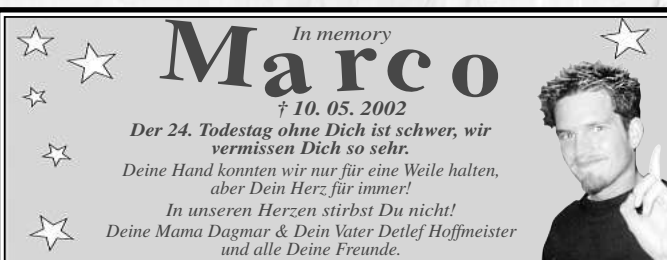 In memory
Marco
† 10. 05. 2002
Der 24. Todestag ohne Dich ist schwer, wir
vermissen Dich so sehr.
Deine Hand konnten wir nur für eine Weile halten,
aber Dein Herz für immer!
In unseren Herzen stirbst Du nicht!
Deine Mama Dagmar & Dein Vater Detlef Hoffmeister
und alle Deine Freunde.